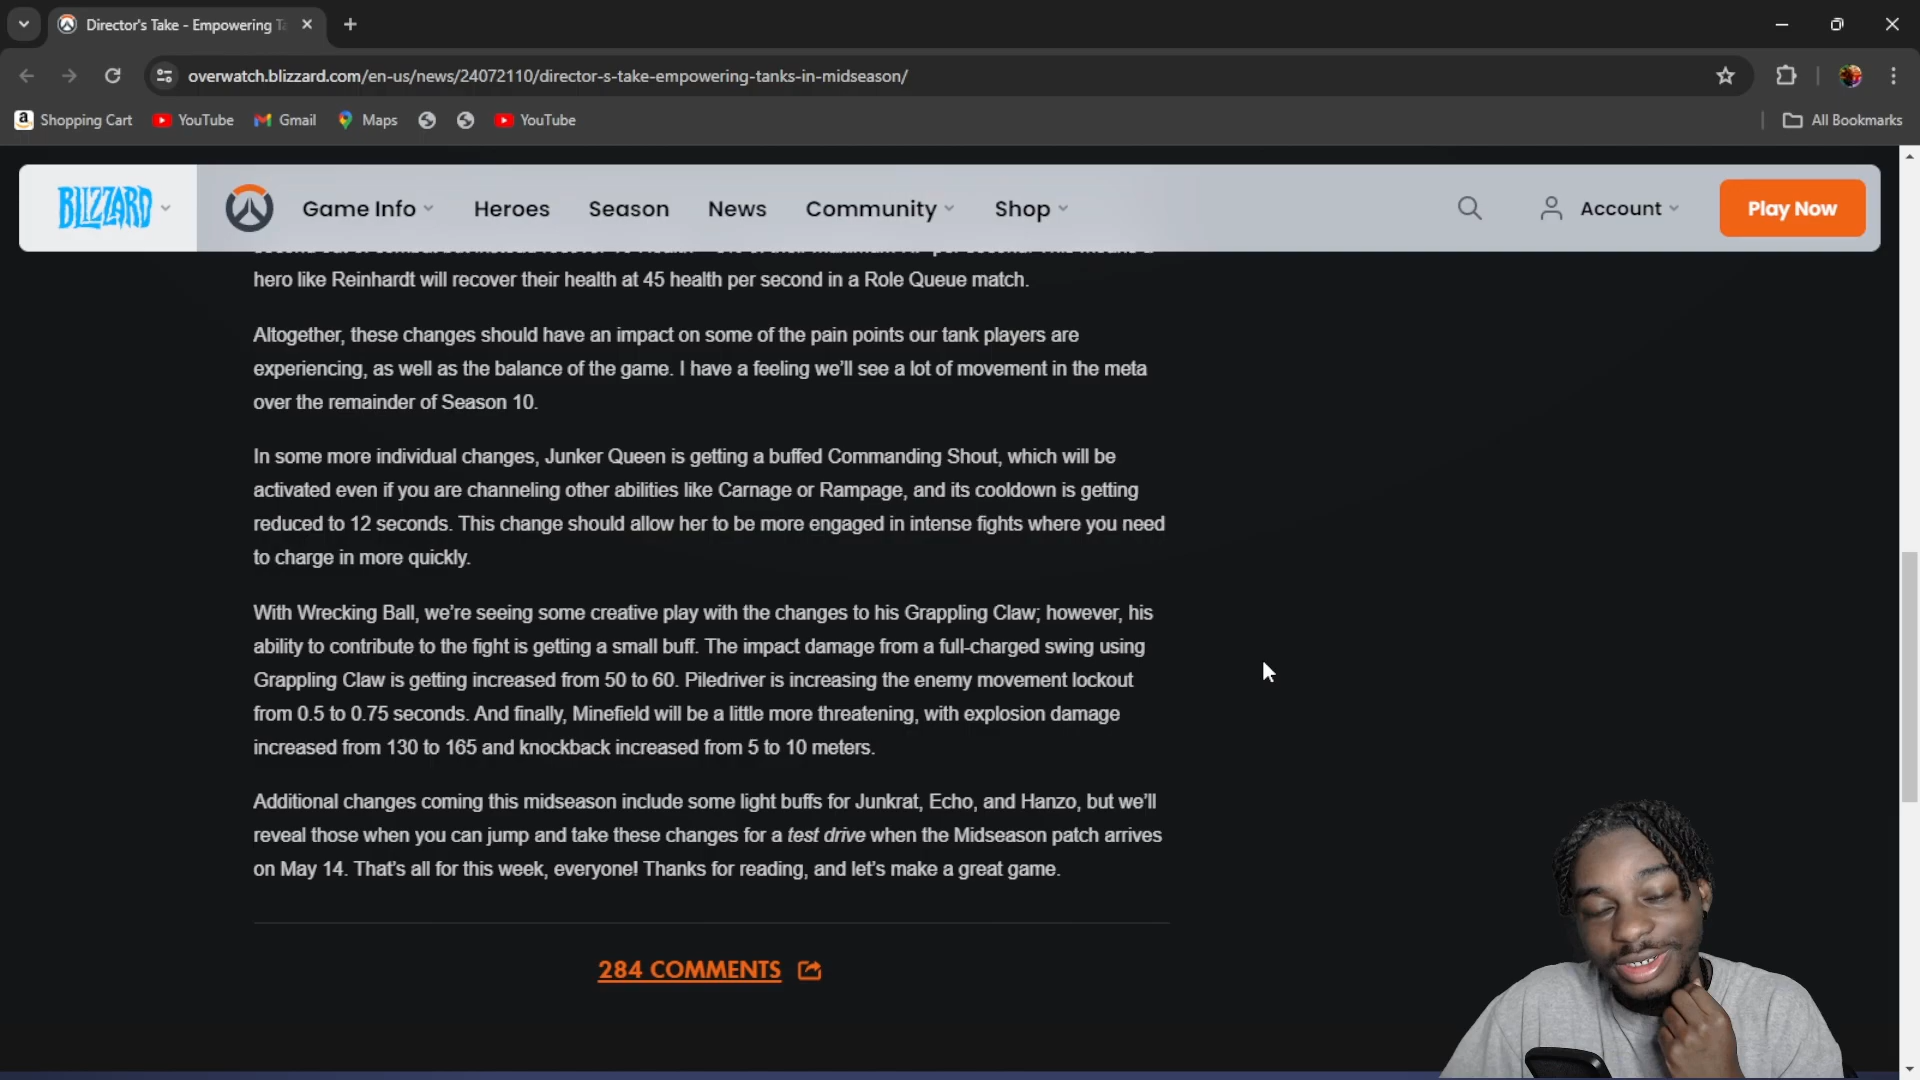 Director's Take - Empowering Ta
overwatch.blizzard.com/en-us/news/24072110/director-s-take-empowering-tanks-in-midseason/
Shopping Cart YouTube Gmail Maps YouTube All Bookmarks
BLIZZARD Game Info Heroes Season News Community Shop Account Play Now
hero like Reinhardt will recover their health at 45 health per second in a Role Queue match.
Altogether, these changes should have an impact on some of the pain points our tank players are
experiencing, as well as the balance of the game. I have a feeling we'll see a lot of movement in the meta
over the remainder of Season 10.
In some more individual changes, Junker Queen is getting a buffed Commanding Shout, which will be
activated even if you are channeling other abilities like Carnage or Rampage, and its cooldown is getting
reduced to 12 seconds. This change should allow her to be more engaged in intense fights where you need
to charge in more quickly.
With Wrecking Ball, we're seeing some creative play with the changes to his Grappling Claw; however, his
ability to contribute to the fight is getting a small buff. The impact damage from a full-charged swing using
Grappling Claw is getting increased from 50 to 60. Piledriver is increasing the enemy movement lockout
from 0.5 to 0.75 seconds. And finally, Minefield will be a little more threatening, with explosion damage
increased from 130 to 165 and knockback increased from 5 to 10 meters.
Additional changes coming this midseason include some light buffs for Junkrat, Echo, and Hanzo, but we'll
reveal those when you can jump and take these changes for a test drive when the Midseason patch arrives
on May 14. That's all for this week, everyone! Thanks for reading, and let's make a great game.
284 COMMENTS